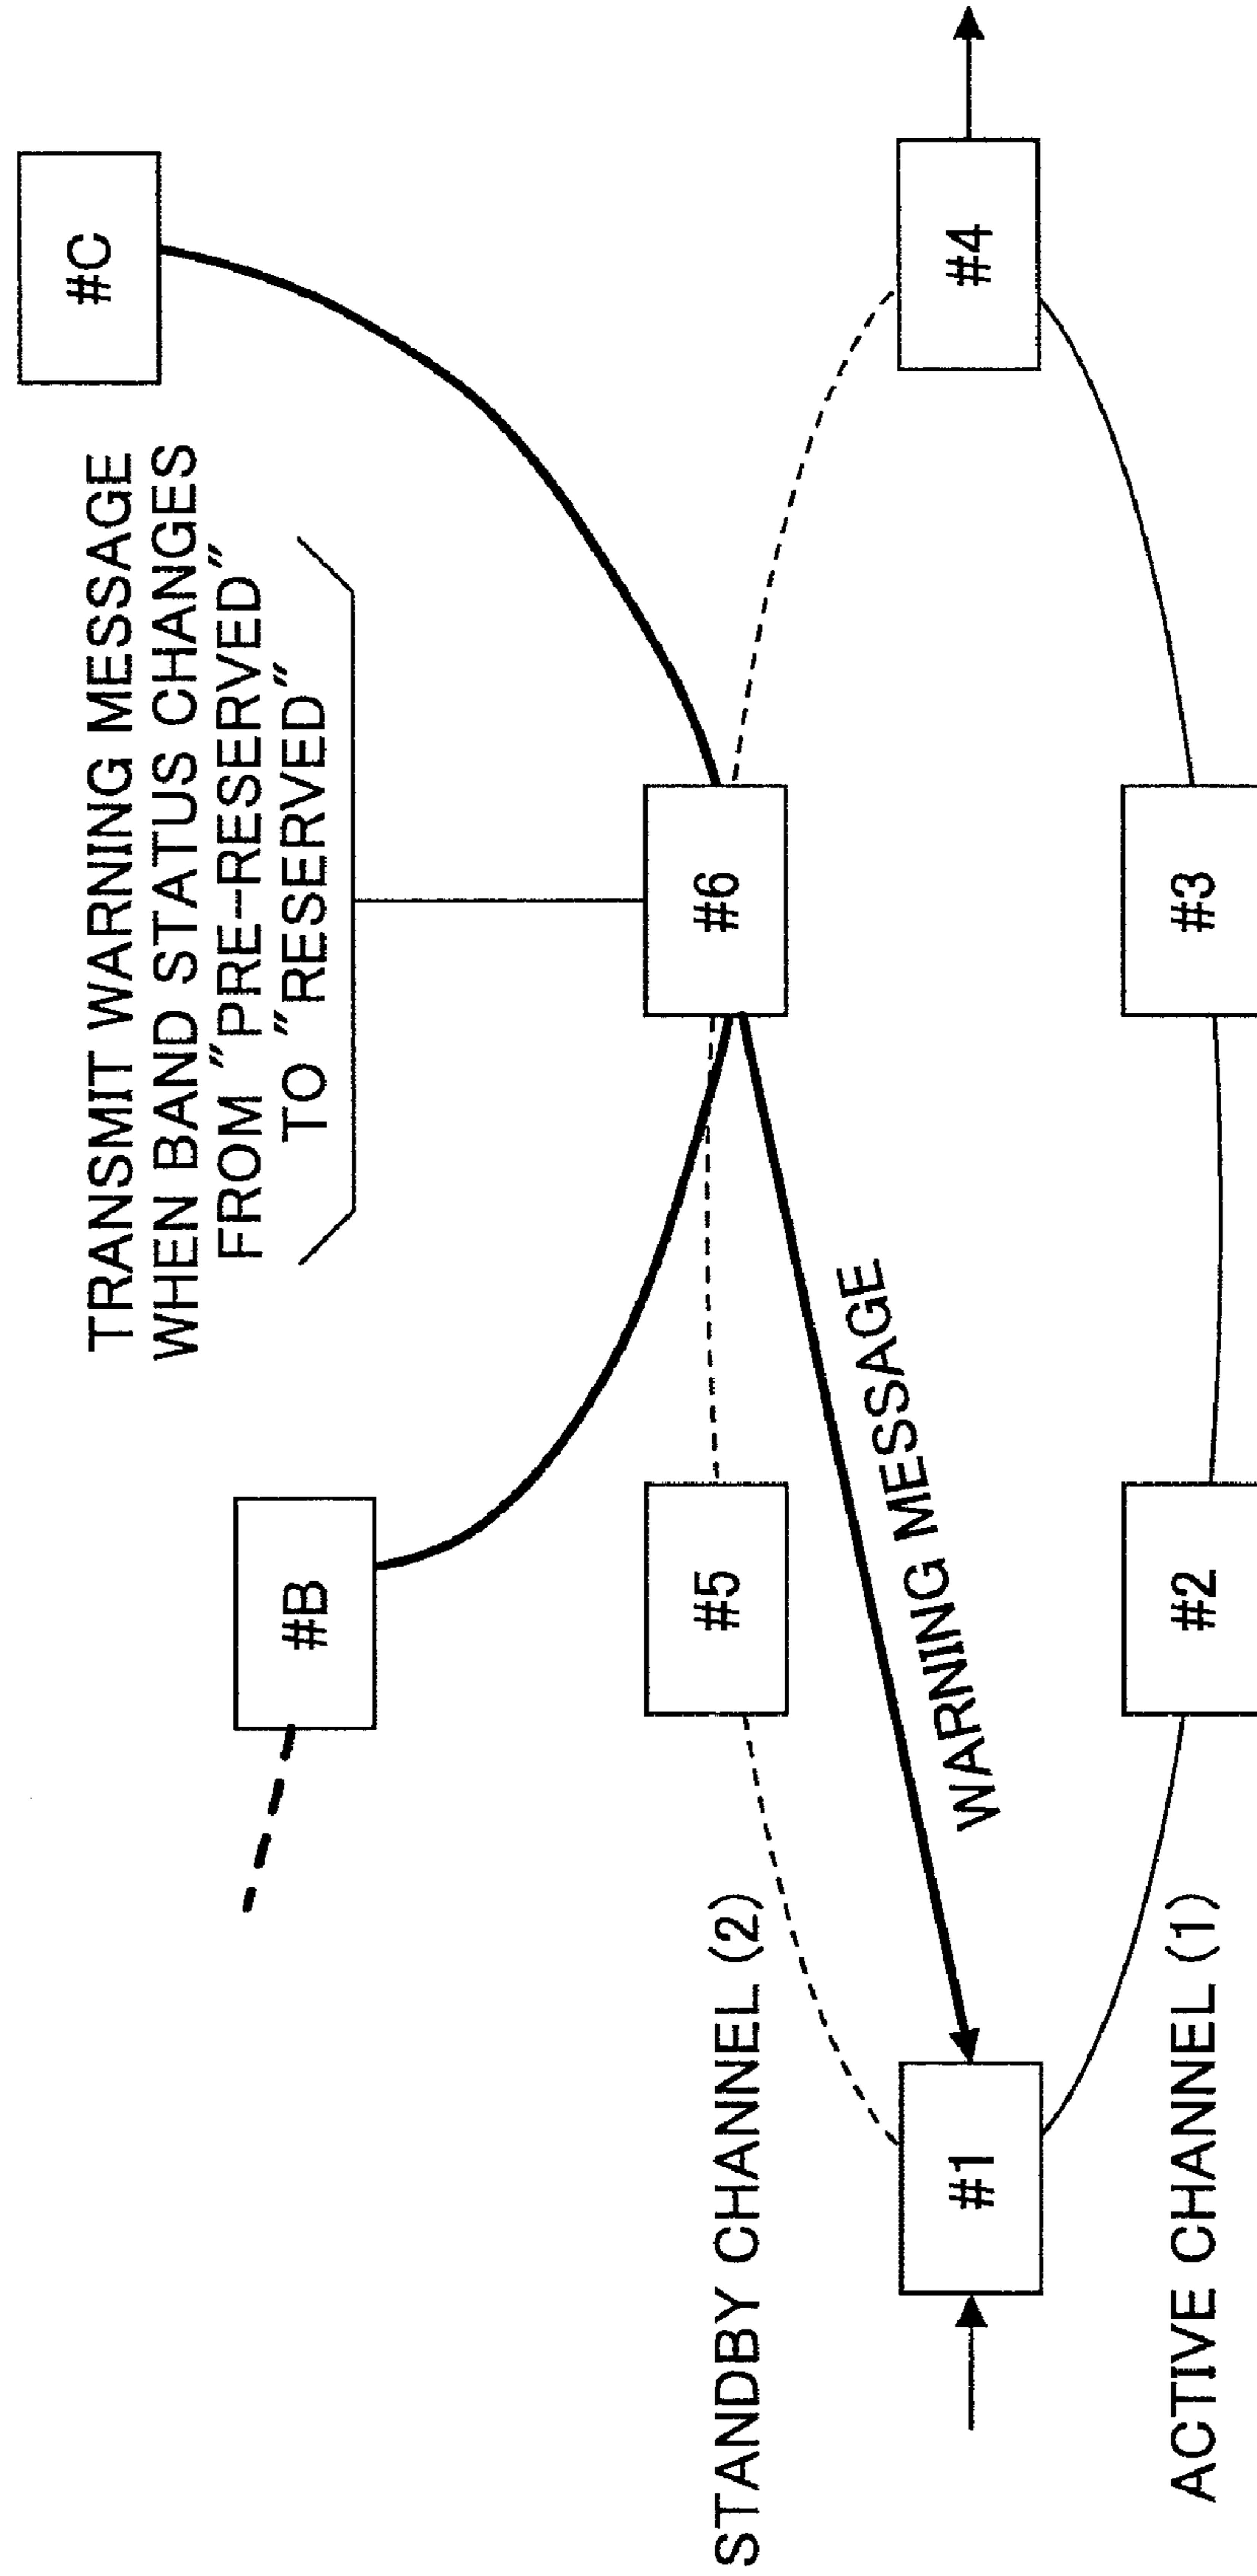 TRANSMIT WARNING MESSAGE
WHEN BAND STATUS CHANGES
FROM "PRE-RESERVED"
TO "RESERVED"
#C
#B
#6
#5
STANDBY CHANNEL (2)
WARNING MESSAGE
#4
#1
#3
#2
ACTIVE CHANNEL (1)